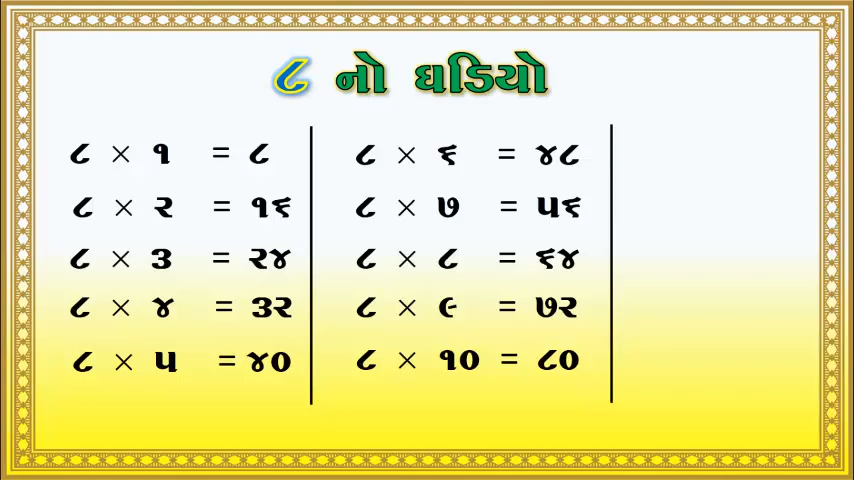 ૮ નો ઘડિયો
૮ × ૧ = ૮
૮ × ૨ = ૧૬
૮ × ૩ = ૨૪
૮ × ૪ = ૩૨
૮ × ૫ = ૪૦
૮ × ૬ = ૪૮
૮ × ૭ = ૫૬
૮ × ૮ = ૬૪
૮ × ૯ = ૭૨
૮ × ૧૦ = ૮૦